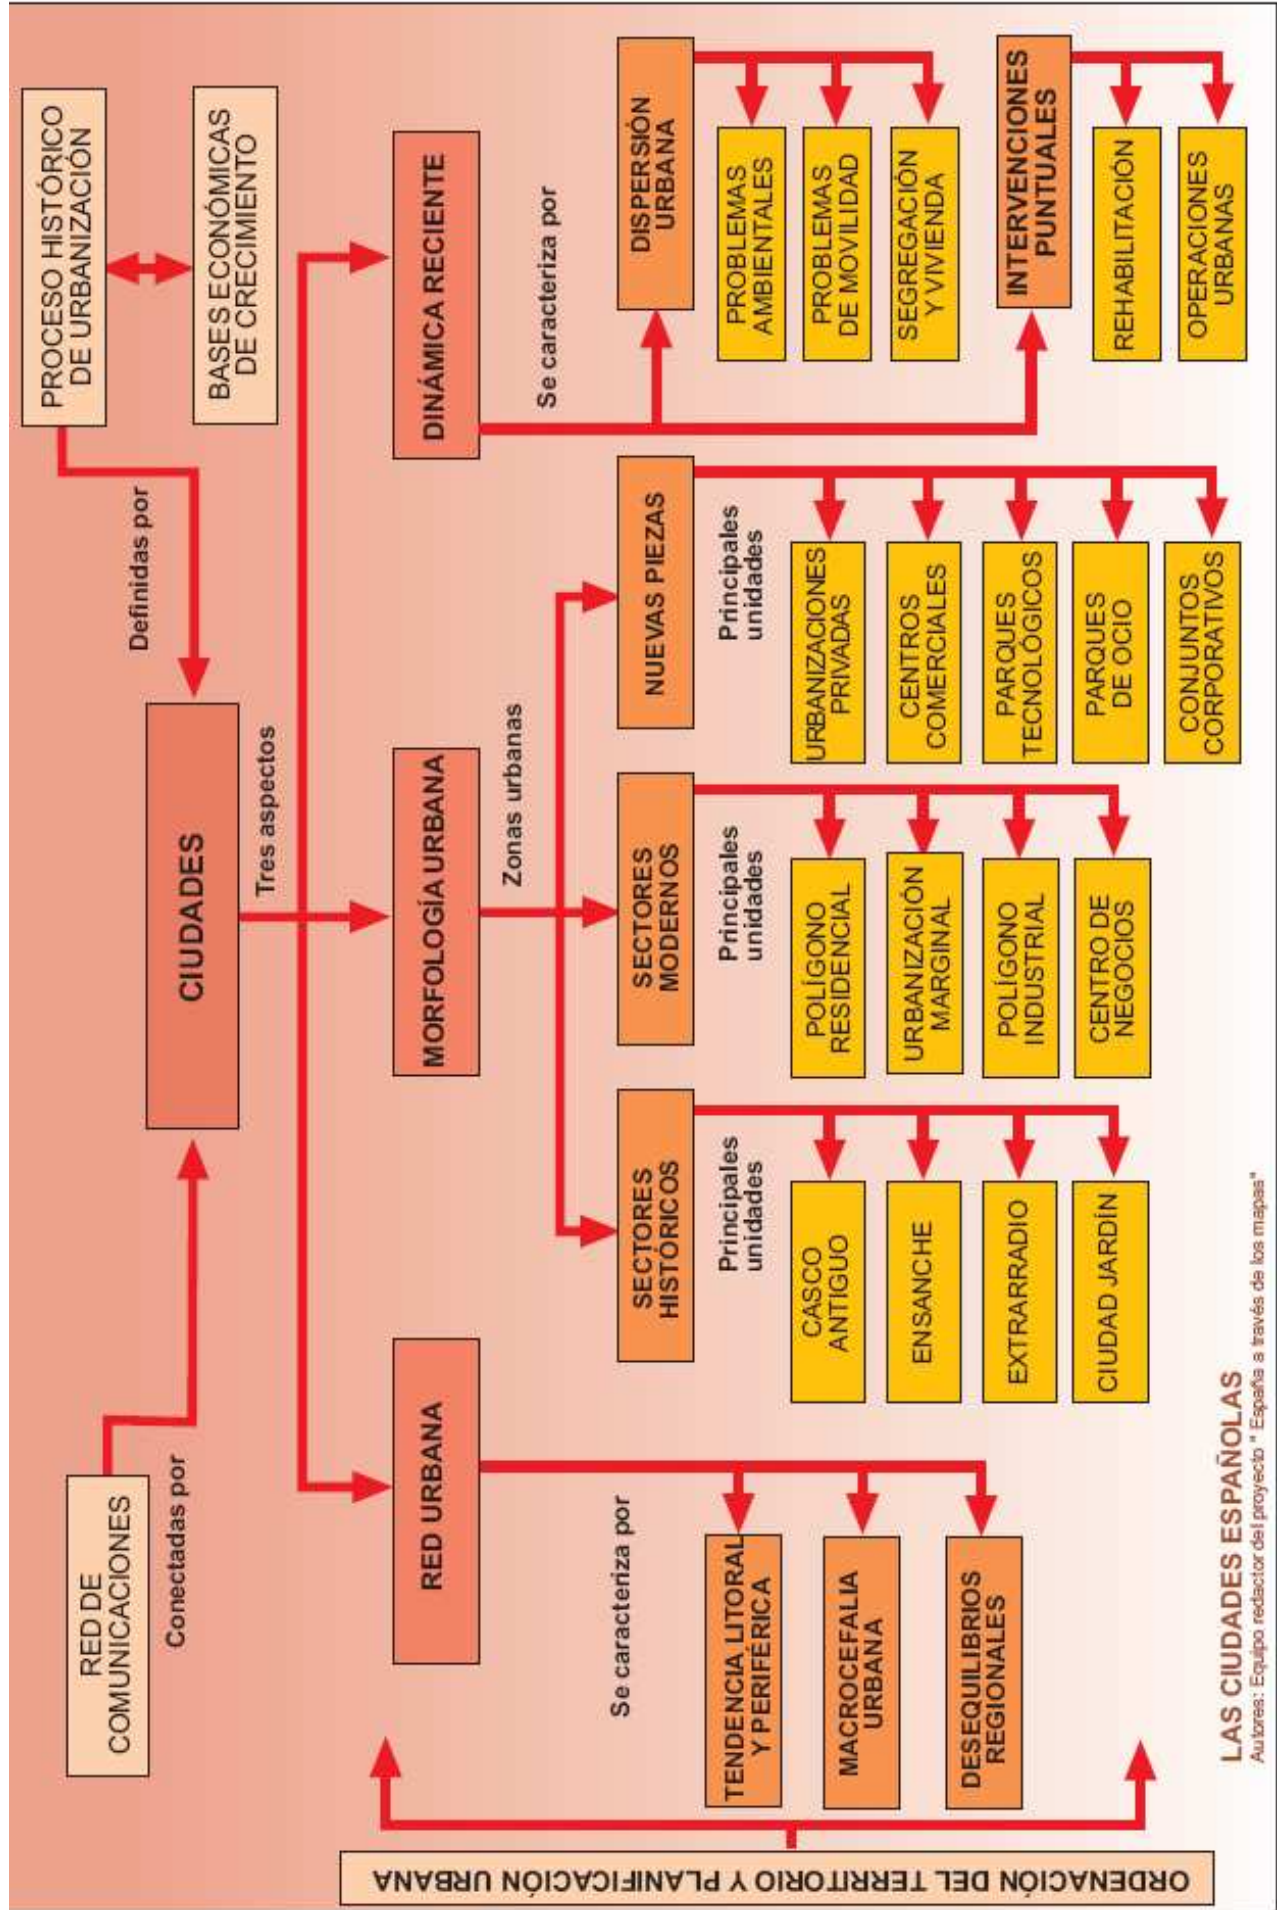 RED DE
COMUNICACIONES
Conectadas por
CIUDADES
PROCESO HISTÓRICO
DE URBANIZACIÓN
Definidas por
BASES ECONÓMICAS
DE CRECIMIENTO
Tres aspectos
RED URBANA
MORFOLOGÍA URBANA
DINÁMICA RECIENTE
Se caracteriza por
TENDENCIA LITORAL
Y PERIFÉRICA
MACROCEFALIA
URBANA
DESEQUILIBRIOS
REGIONALES
Zonas urbanas
SECTORES
HISTÓRICOS
Principales
unidades
CASCO
ANTIGUO
ENSANCHE
EXTRARRADIO
CIUDAD JARDÍN
SECTORES
MODERNOS
Principales
unidades
POLÍGONO
RESIDENCIAL
URBANIZACIÓN
MARGINAL
POLÍGONO
INDUSTRIAL
CENTRO DE
NEGOCIOS
NUEVAS PIEZAS
Principales
unidades
URBANIZACIONES
PRIVADAS
CENTROS
COMERCIALES
PARQUES
TECNOLÓGICOS
PARQUES
DE OCIO
CONJUNTOS
CORPORATIVOS
Se caracteriza por
DISPERSIÓN
URBANA
PROBLEMAS
AMBIENTALES
PROBLEMAS
DE MOVILIDAD
SEGREGACIÓN
Y VIVIENDA
INTERVENCIONES
PUNTUALES
REHABILITACIÓN
OPERACIONES
URBANAS
ORDENACIÓN DEL TERRITORIO Y PLANIFICACIÓN URBANA
LAS CIUDADES ESPAÑOLAS
Autores: Equipo redactor del proyecto " España a través de los mapas"